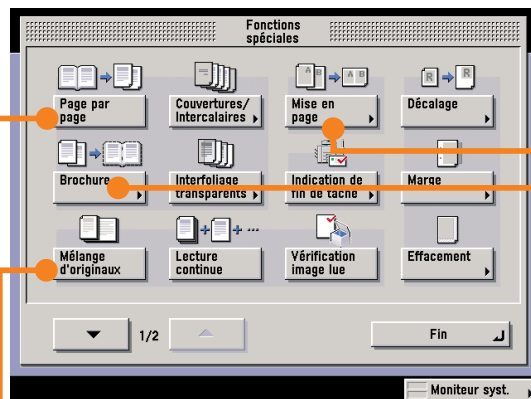 Fonctions
spéciales
Page par
page
Couvertures/
Intercalaires
Mise en
page
Décalage
Brochure
Interfoliage
transparents
Indication de
fin de tâche
Marge
Mélange
d'originaux
Lecture
continue
Vérification
image lue
Effacement
1/2
Fin
Moniteur syst.